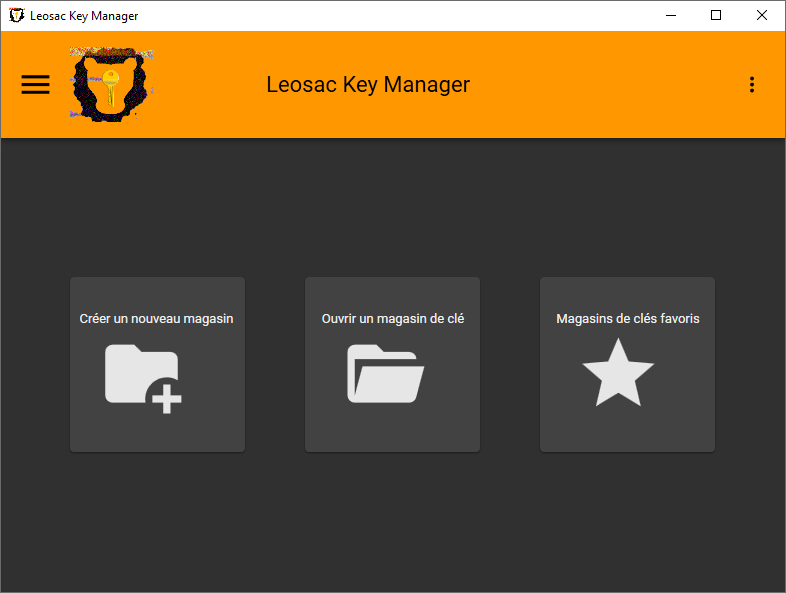 Leosac Key Manager
Leosac Key Manager
Créer un nouveau magasin
Ouvrir un magasin de clé
Magasins de clés favoris